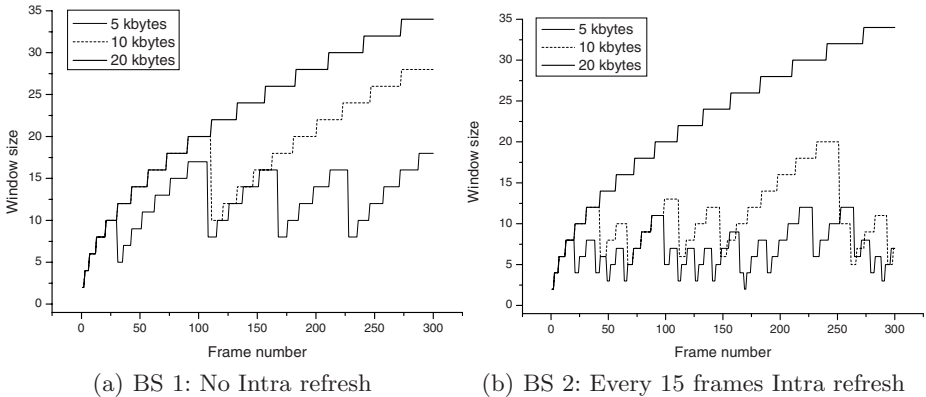 5 kbytes
10 kbytes
20 kbytes
35
30
25
20
15
10
5
0
Window size
0 50 100 150 200 250 300
Frame number
(a) BS 1: No Intra refresh
5 kbytes
10 kbytes
20 kbytes
35
30
25
20
15
10
5
0
Window size
0 50 100 150 200 250 300
Frame number
(b) BS 2: Every 15 frames Intra refresh